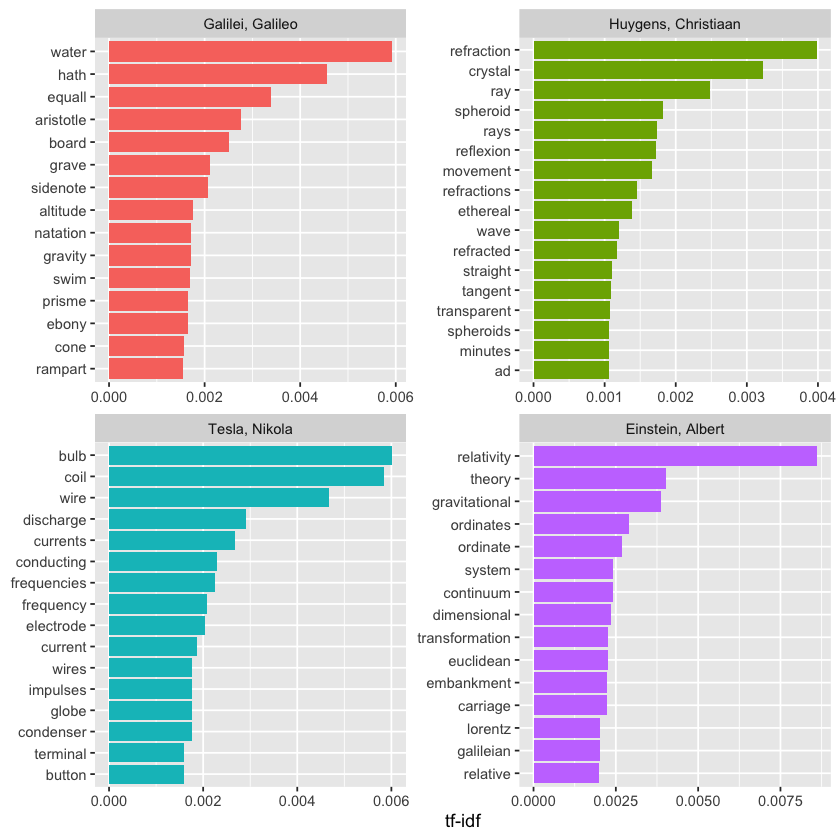 Galilei, Galileo
water
hath
equall
aristotle
board
grave
sidenote
altitude
natation
gravity
swim
prisme
ebony
cone
rampart
0.000 0.002 0.004 0.006
Huygens, Christiaan
refraction
crystal
ray
spheroid
rays
reflexion
movement
refractions
ethereal
wave
refracted
straight
tangent
transparent
spheroids
minutes
ad
0.000 0.001 0.002 0.003 0.004
Tesla, Nikola
bulb
coil
wire
discharge
currents
conducting
frequencies
frequency
electrode
current
wires
impulses
globe
condenser
terminal
button
0.000 0.002 0.004 0.006
Einstein, Albert
relativity
theory
gravitational
ordinates
ordinate
system
continuum
dimensional
transformation
euclidean
embankment
carriage
lorentz
galileian
relative
0.0000 0.0025 0.0050 0.0075
tf-idf